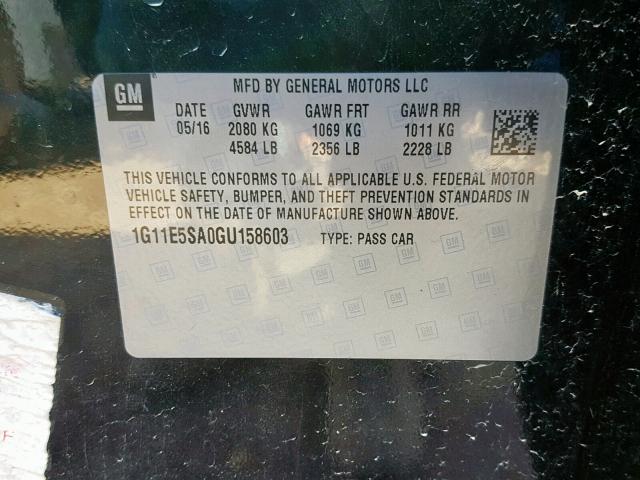 GM
MFD BY GENERAL MOTORS LLC
DATE GVWR GAWR FRT GAWR RR
05/16 2080 KG 1069 KG 1011 KG
4584 LB 2356 LB 2228 LB
THIS VEHICLE CONFORMS TO ALL APPLICABLE U.S. FEDERAL MOTOR
VEHICLE SAFETY, BUMPER, AND THEFT PREVENTION STANDARDS IN
EFFECT ON THE DATE OF MANUFACTURE SHOWN ABOVE.
1G11E5SA0GU158603 TYPE: PASS CAR